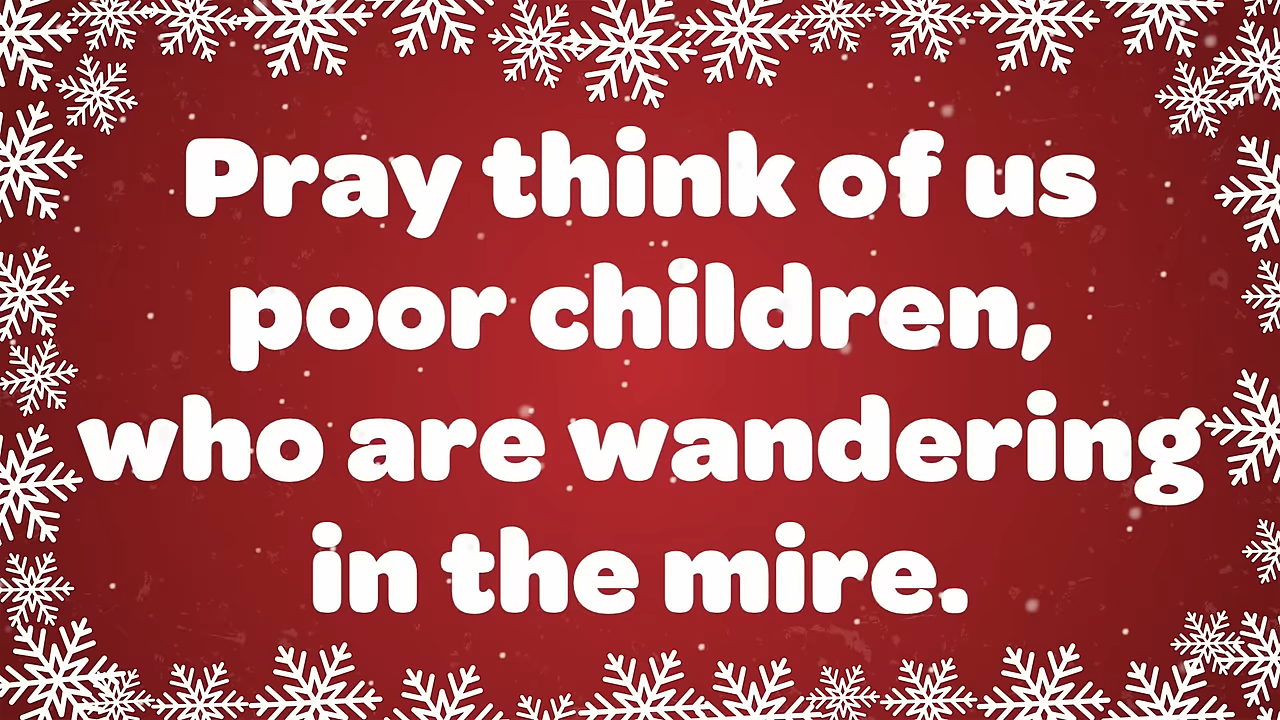 Pray think of us
poor children,
who are wandering
in the mire.